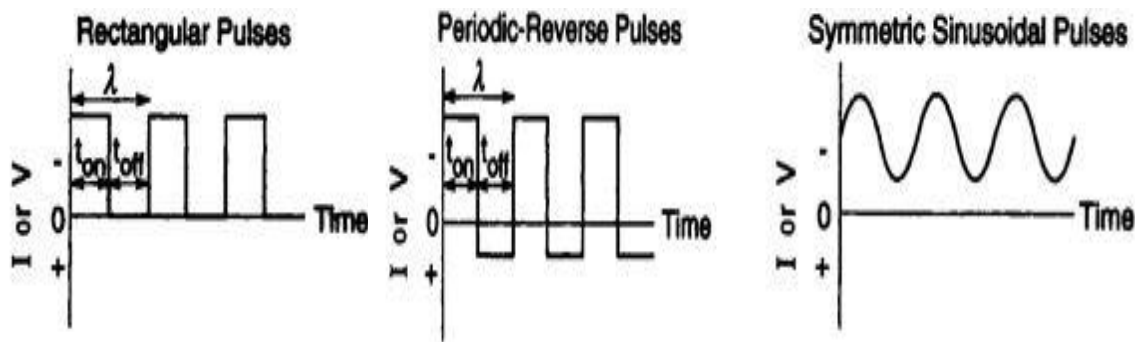 Rectangular Pulses
λ
t_on
t_off
I or V
-
0
+
Time
Periodic-Reverse Pulses
λ
t_on
t_off
I or V
-
0
+
Time
Symmetric Sinusoidal Pulses
I or V
-
0
+
Time